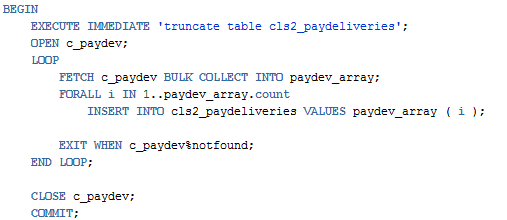 BEGIN
EXECUTE IMMEDIATE 'truncate table cls2_paydeliveries';
OPEN c_paydev;
LOOP
FETCH c_paydev BULK COLLECT INTO paydev_array;
FORALL i IN 1..paydev_array.count
INSERT INTO cls2_paydeliveries VALUES paydev_array ( i );
EXIT WHEN c_paydev%notfound;
END LOOP;
CLOSE c_paydev;
COMMIT;